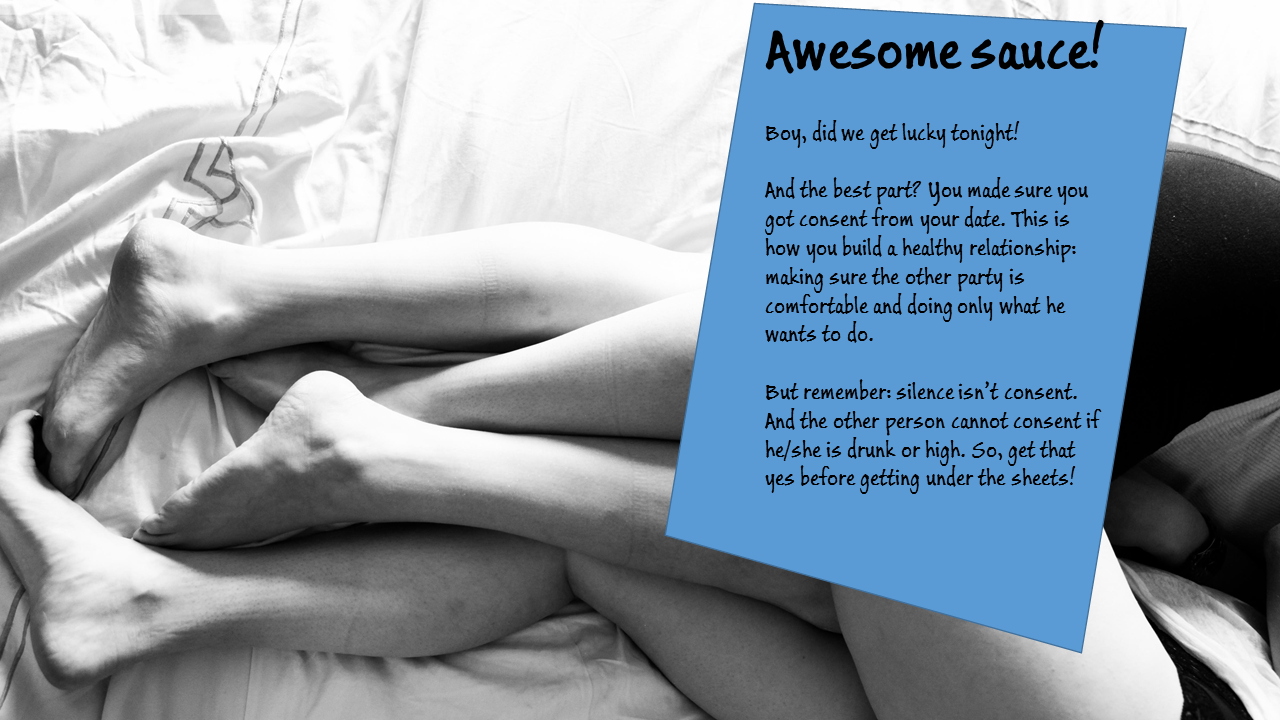 Awesome sauce!
Boy, did we get lucky tonight!
And the best part? You made sure you
got consent from your date. This is
how you build a healthy relationship:
making sure the other party is
comfortable and doing only what he
wants to do.
But remember: silence isn't consent.
And the other person cannot consent if
he/she is drunk or high. So, get that
yes before getting under the sheets!